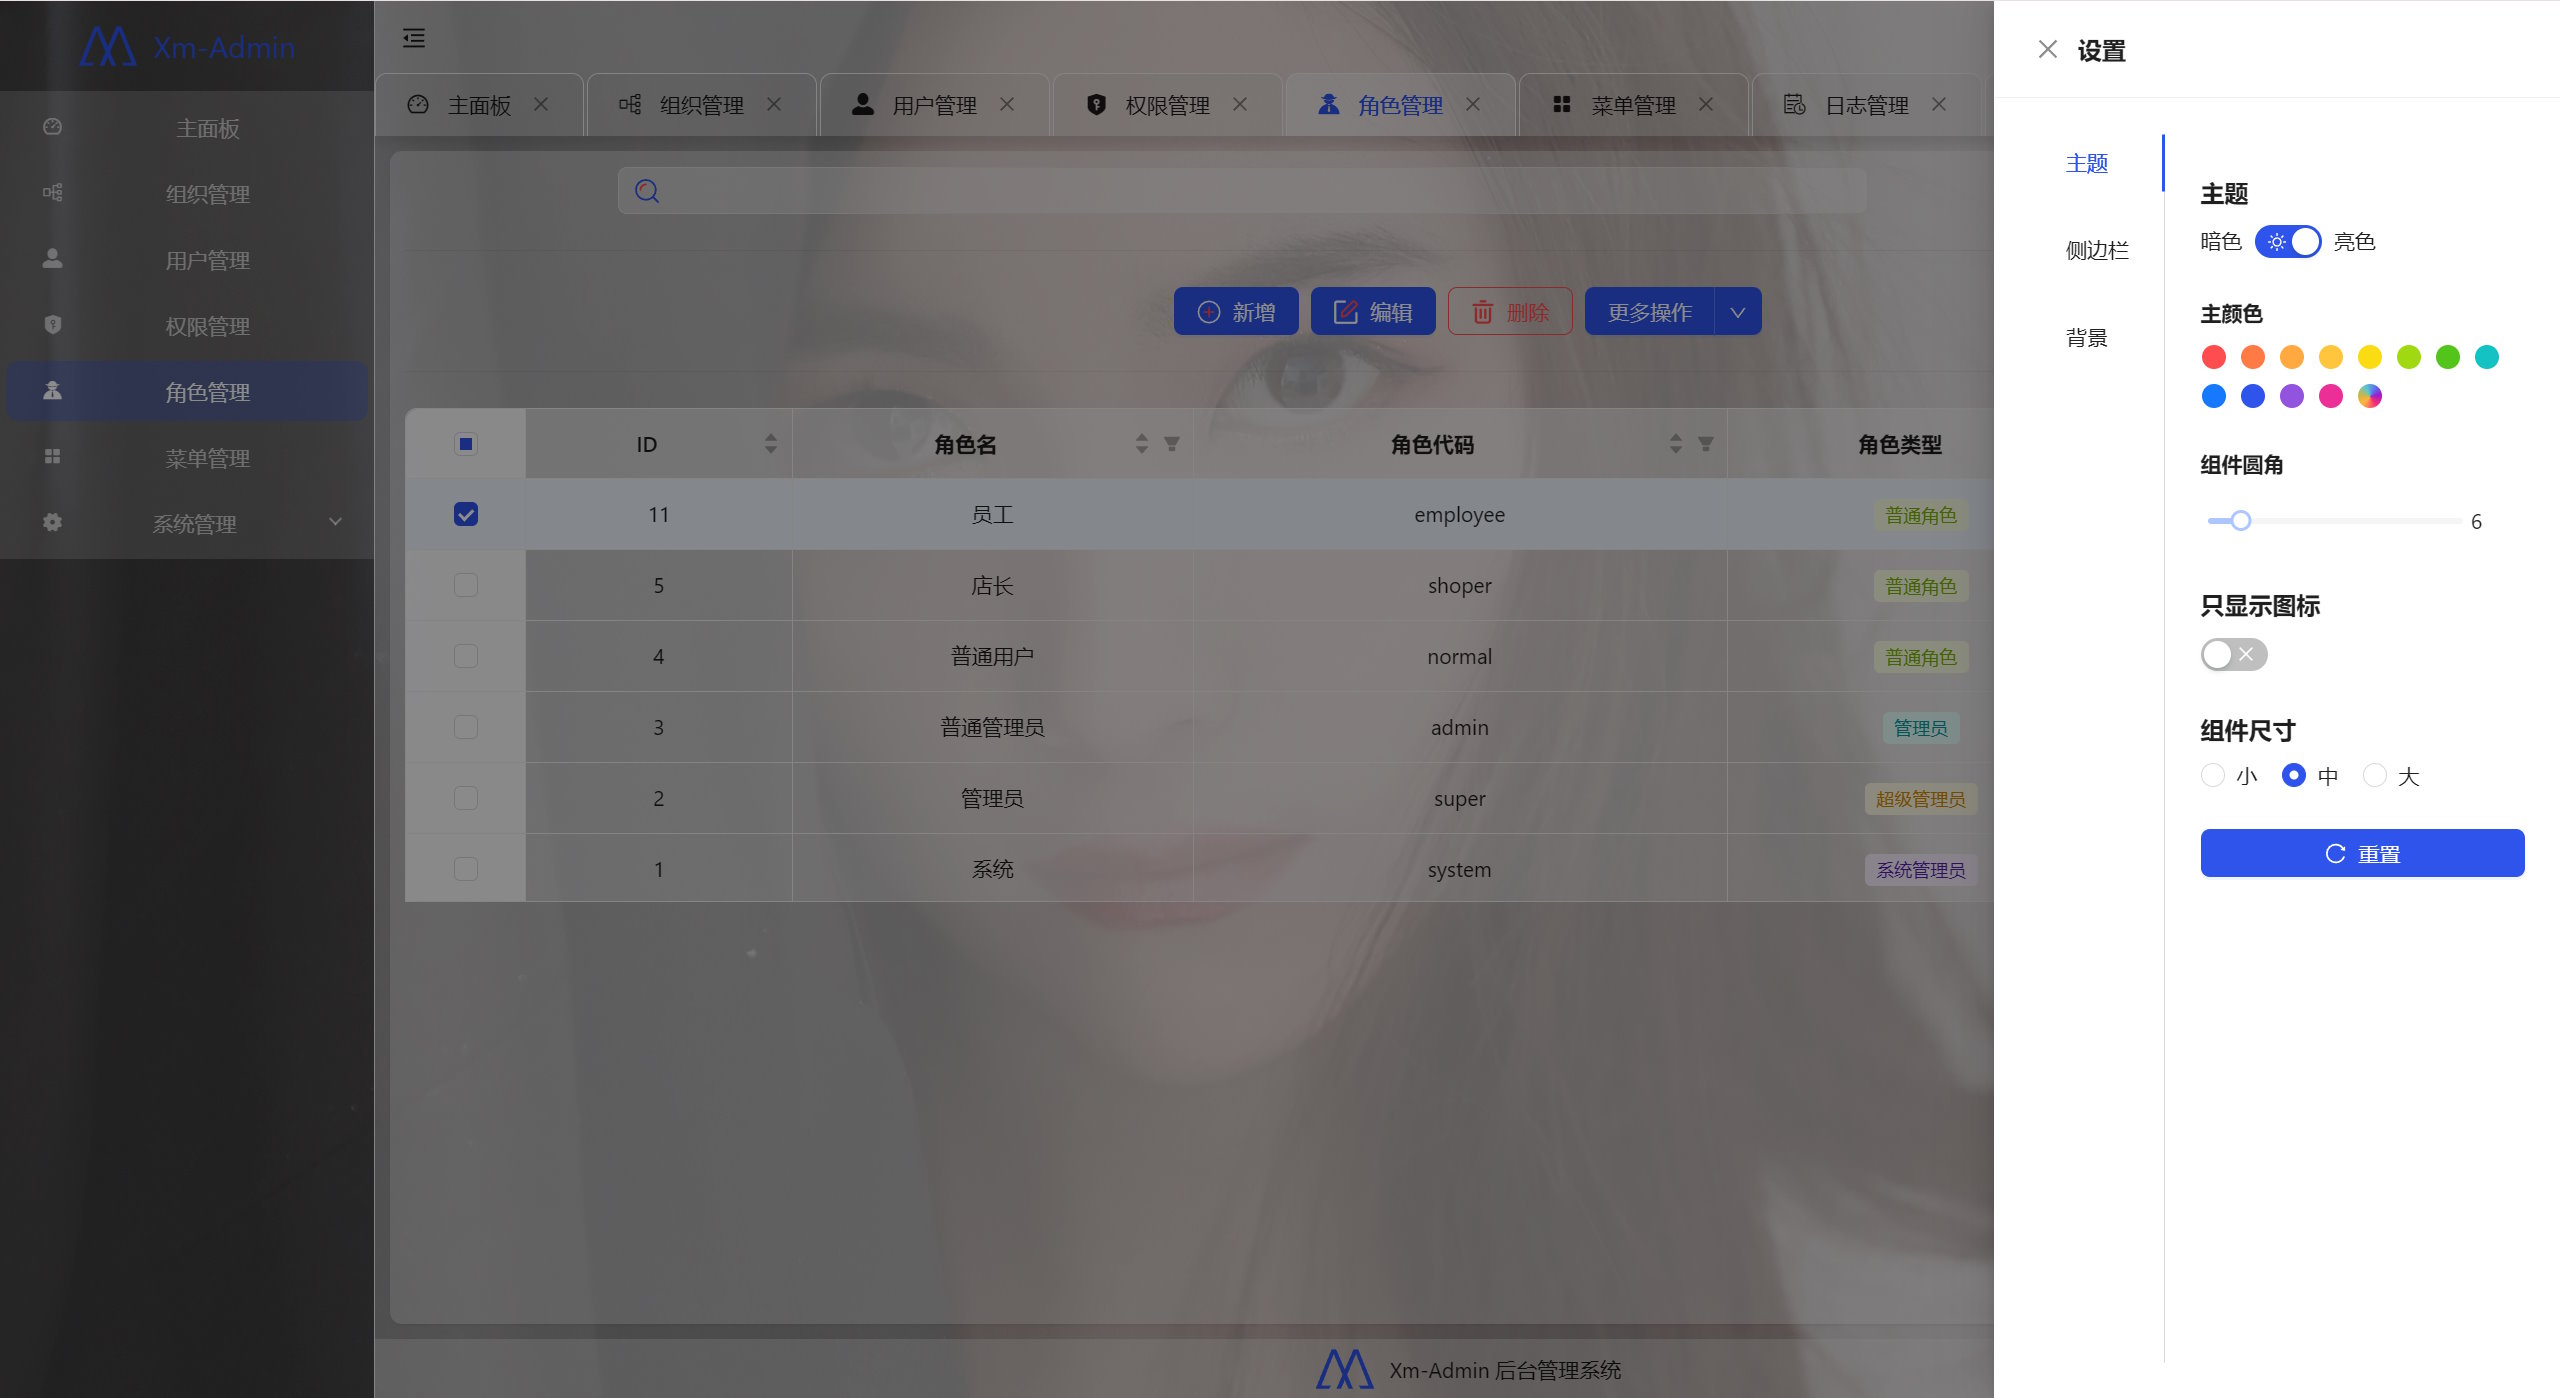 Xm-Admin
主面板
组织管理
用户管理
权限管理
角色管理
菜单管理
系统管理
主面板 组织管理 用户管理 权限管理 角色管理 菜单管理 日志管理
新增 编辑 删除 更多操作
ID 角色名 角色代码 角色类型
11 员工 employee 普通角色
5 店长 shoper 普通角色
4 普通用户 normal 普通角色
3 普通管理员 admin 管理员
2 管理员 super 超级管理员
1 系统 system 系统管理员
Xm-Admin 后台管理系统
设置
主题
侧边栏
背景
主题
暗色 亮色
主颜色
组件圆角
6
只显示图标
组件尺寸
小 中 大
重置